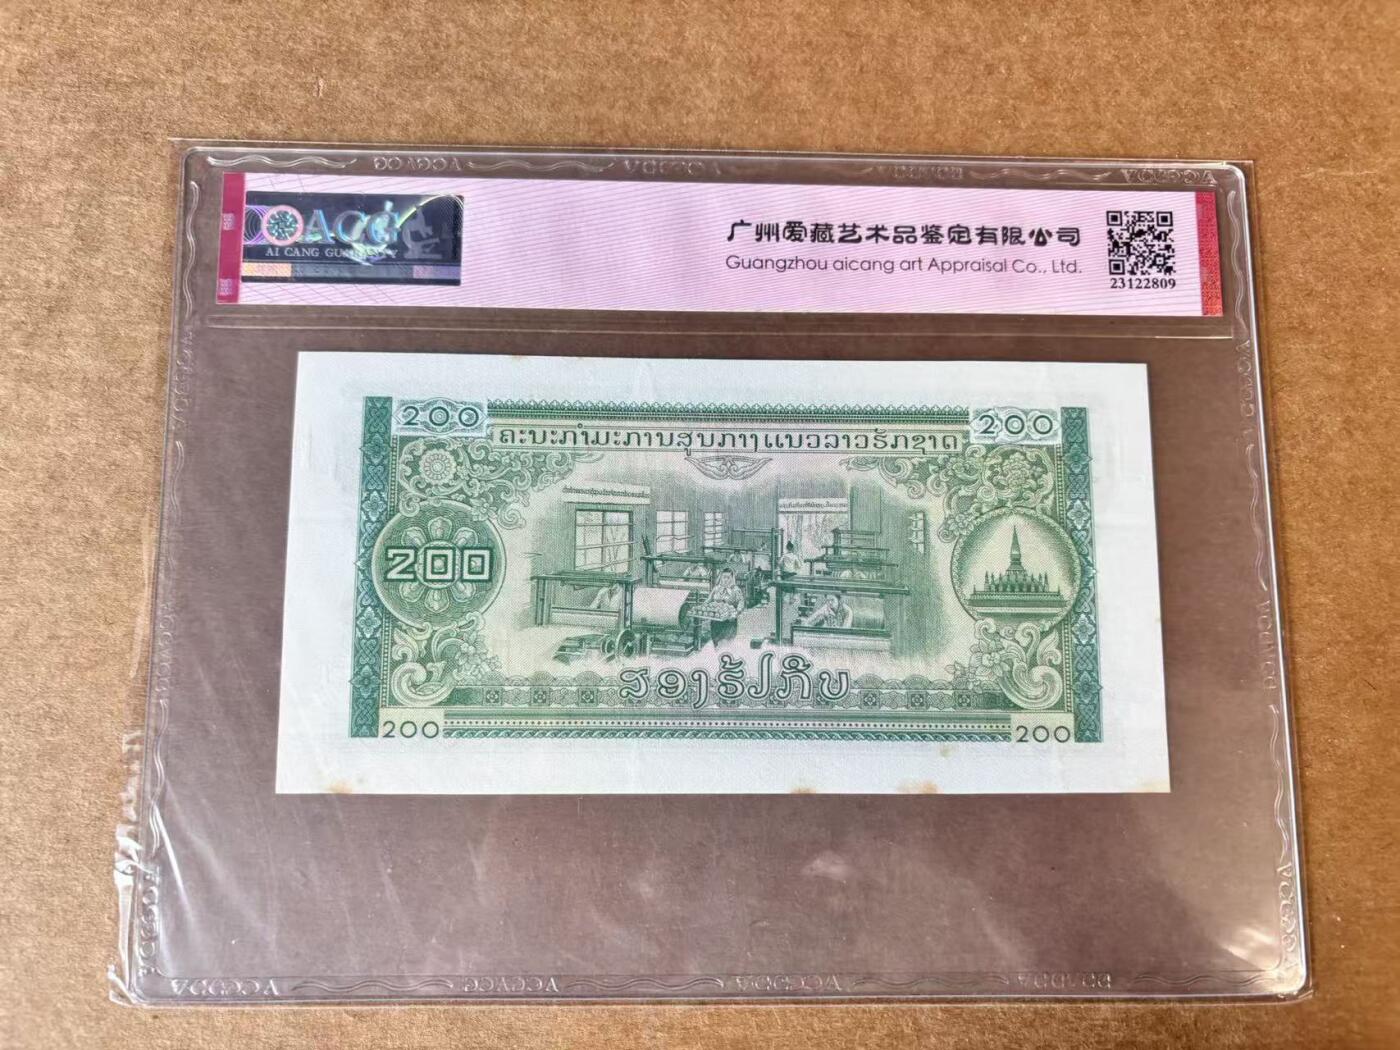 ACGA
AI CANG GUARANTY
广州爱藏艺术品鉴定有限公司
Guangzhou aicang art Appraisal Co., Ltd.
23122809
200
200
ຄະນະກຳມະການສູນກາງແນວລາວຮັກຊາດ
200
ສອງຮ້ອຍກີບ
200
200